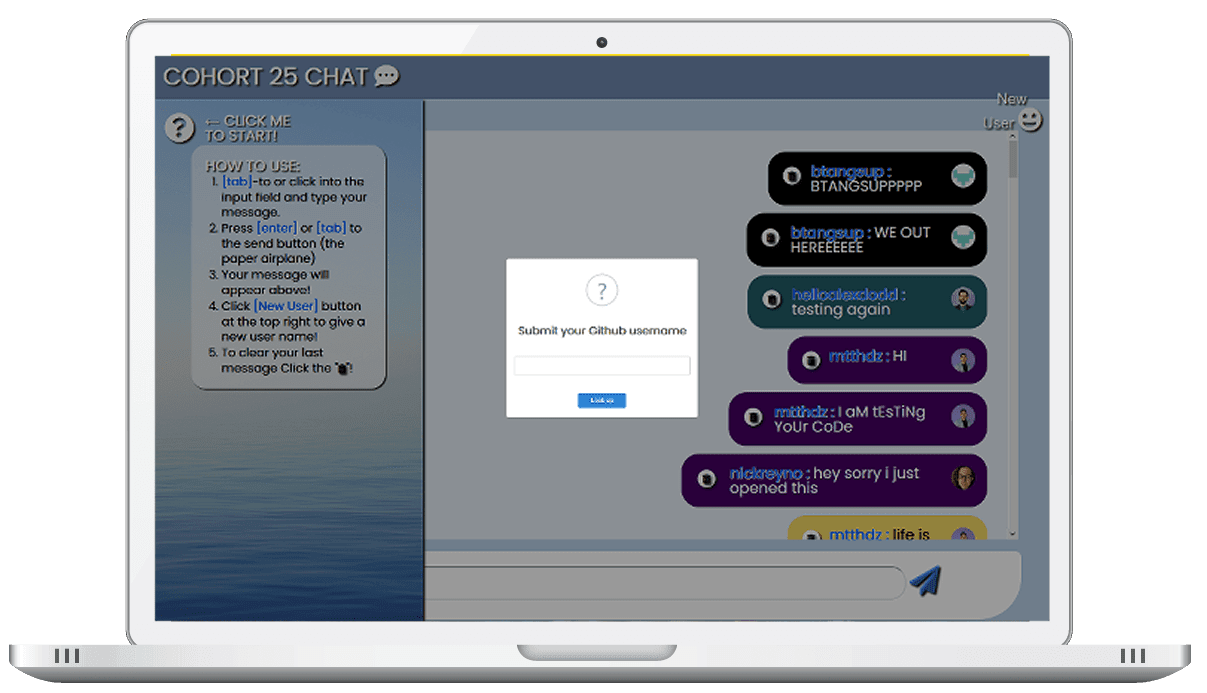 COHORT 25 CHAT
New
User
?
← CLICK ME
TO START!
HOW TO USE:
1. [tab]-to or click into the
input field and type your
message.
2. Press [enter] or [tab] to
the send button (the
paper airplane)
3. Your message will
appear above!
4. Click [New User] button
at the top right to give a
new user name!
5. To clear your last
message Click the !
btangsup :
BTANGSUPPPPP
btangsup : WE OUT
HEREEEEEE
helloalexdodd :
testing again
mtthdz : HI
mtthdz : I aM tEsTiNg
YoUr CoDe
nickreyno : hey sorry i just
opened this
mtthdz : life is
?
Submit your Github username
Look up